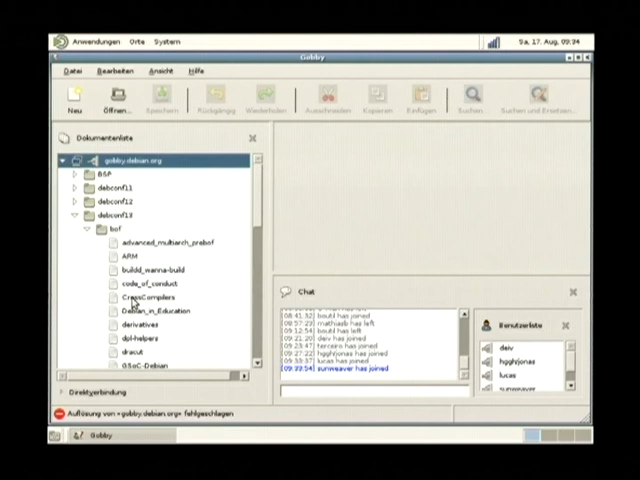 Anwendungen Orte System
Sa, 17. Aug, 09:34
Gobby
Datei Bearbeiten Ansicht Hilfe
Neu Öffnen... Speichern Rückgängig Wiederholen Ausschneiden Kopieren Einfügen Suchen... Suchen und Ersetzen...
Dokumentenliste
gobby.debian.org
BSP
debconf11
debconf12
debconf13
bof
advanced_multiarch_prebof
ARM
buildd_wanna-build
code_of_conduct
CrossCompilers
Debian_in_Education
derivatives
dpl-helpers
dracut
GSoC-Debian
Direktverbindung
Chat
[08:41:32] boutil has joined
[08:57:23] mathiasb has left
[09:12:54] boutil has left
[09:21:20] deiv has joined
[09:23:47] terceiro has joined
[09:27:22] hgghrjonas has joined
[09:33:37] lucas has joined
[09:33:54] sunweaver has joined
Benutzerliste
deiv
hgghrjonas
lucas
sunweaver
Auflösung von »gobby.debian.org« fehlgeschlagen
Gobby